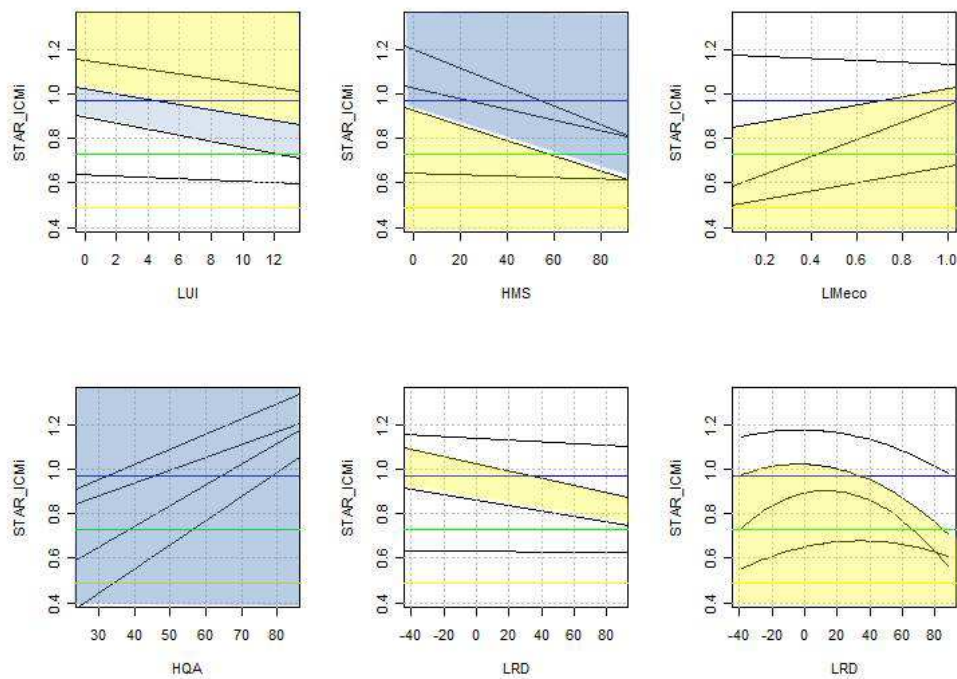 STAR_ICMi
0.4 0.6 0.8 1.0 1.2
0 2 4 6 8 10 12
LUI
STAR_ICMi
0.4 0.6 0.8 1.0 1.2
0 20 40 60 80
HMS
STAR_ICMi
0.4 0.6 0.8 1.0 1.2
0.2 0.4 0.6 0.8 1.0
LIMeco
STAR_ICMi
0.4 0.6 0.8 1.0 1.2
30 40 50 60 70 80
HQA
STAR_ICMi
0.4 0.6 0.8 1.0 1.2
-40 -20 0 20 40 60 80
LRD
STAR_ICMi
0.4 0.6 0.8 1.0 1.2
-40 -20 0 20 40 60 80
LRD